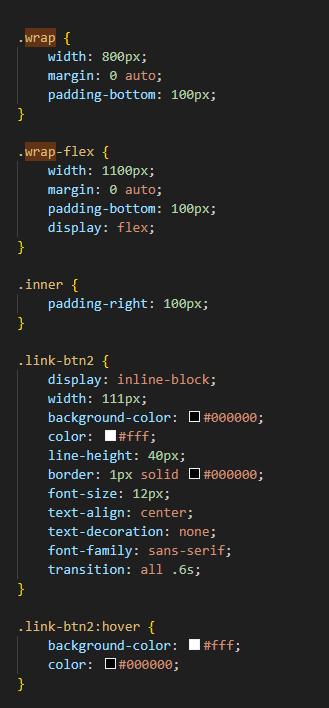 .wrap {
    width: 800px;
    margin: 0 auto;
    padding-bottom: 100px;
}

.wrap-flex {
    width: 1100px;
    margin: 0 auto;
    padding-bottom: 100px;
    display: flex;
}

.inner {
    padding-right: 100px;
}

.link-btn2 {
    display: inline-block;
    width: 111px;
    background-color: #000000;
    color: #fff;
    line-height: 40px;
    border: 1px solid #000000;
    font-size: 12px;
    text-align: center;
    text-decoration: none;
    font-family: sans-serif;
    transition: all .6s;
}

.link-btn2:hover {
    background-color: #fff;
    color: #000000;
}